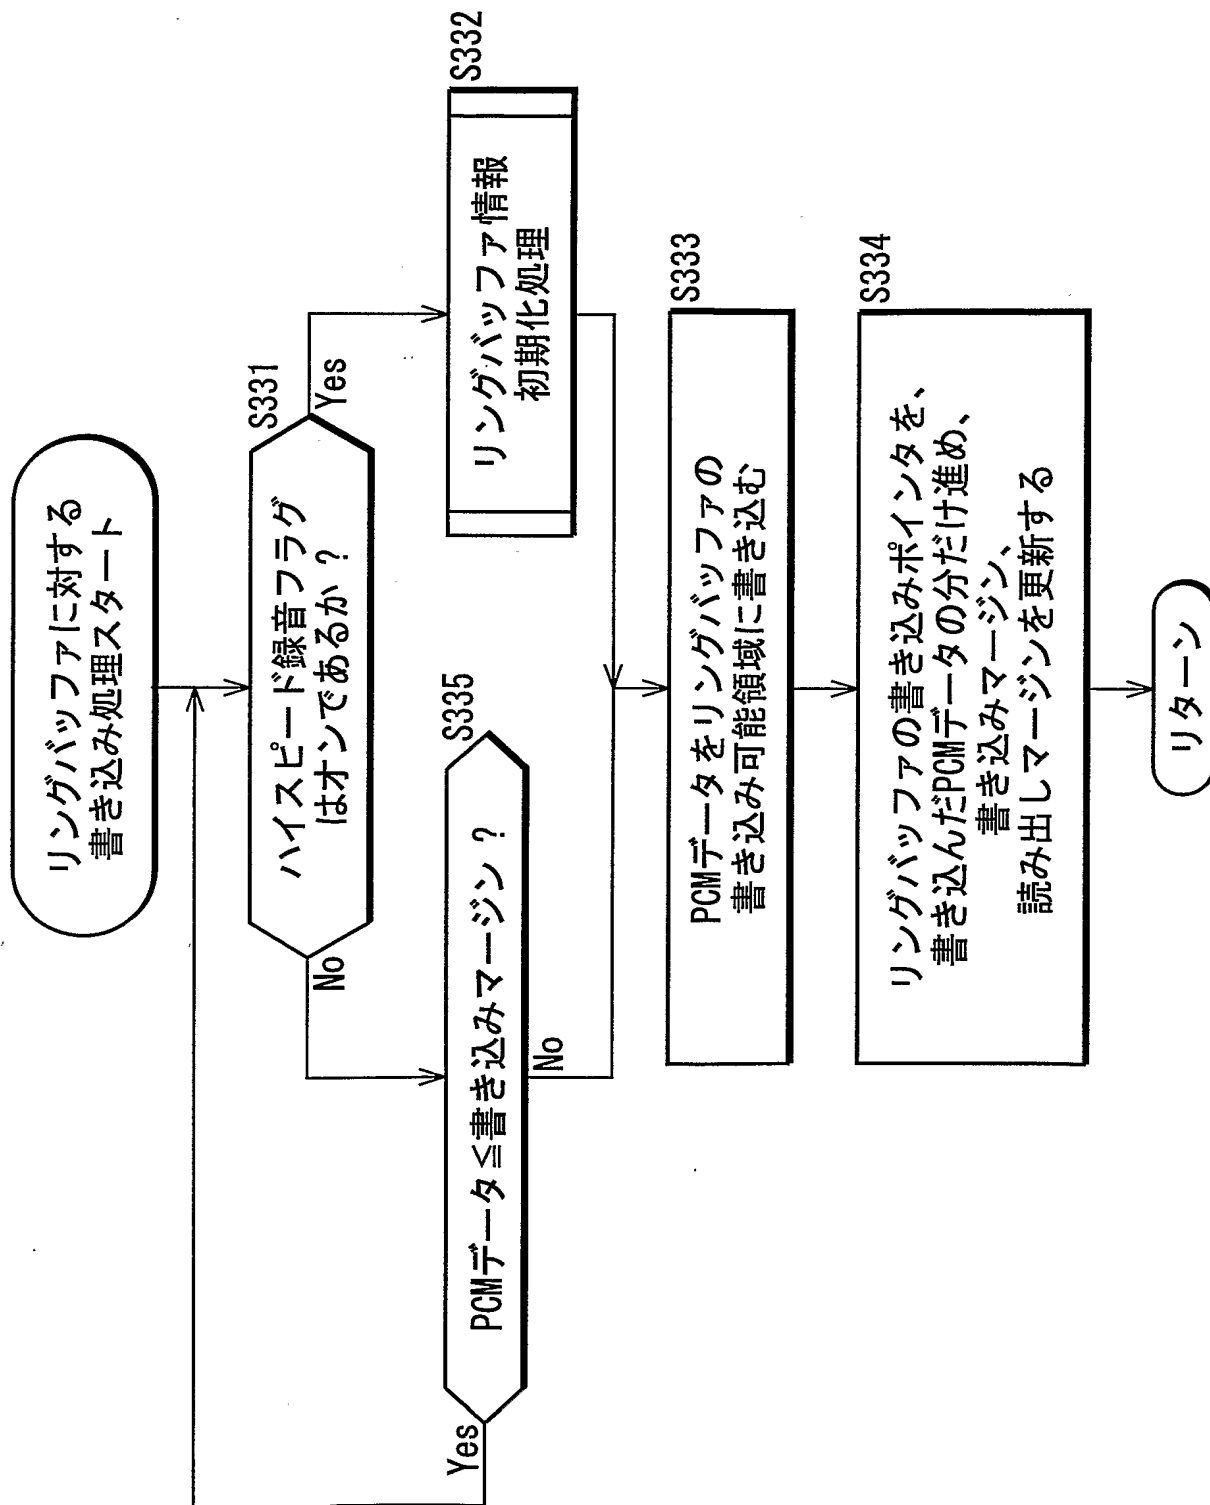 リングバッファに対する
書き込み処理スタート
S331
ハイスピード録音フラグ
はオンであるか？
Yes
No
S332
リングバッファ情報
初期化処理
S335
PCMデータ≦書き込みマージン？
Yes
No
S333
PCMデータをリングバッファの
書き込み可能領域に書き込む
S334
リングバッファの書き込みポインタを、
書き込んだPCMデータの分だけ進め、
書き込みマージン、
読み出しマージンを更新する
リターン